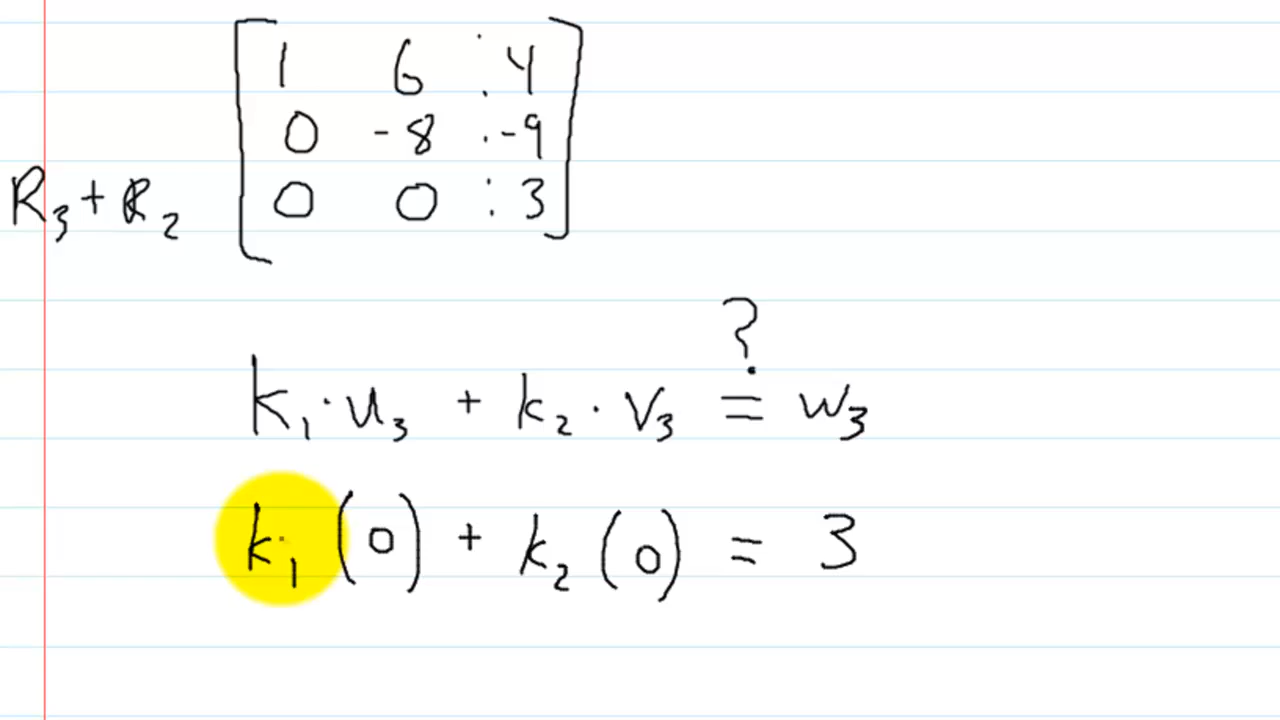 1 6 : 4
0 -8 : -9
R₃ + R₂ 0 0 : 3
?
k₁ · u₃ + k₂ · v₃ = w₃
k₁ (0) + k₂ (0) = 3